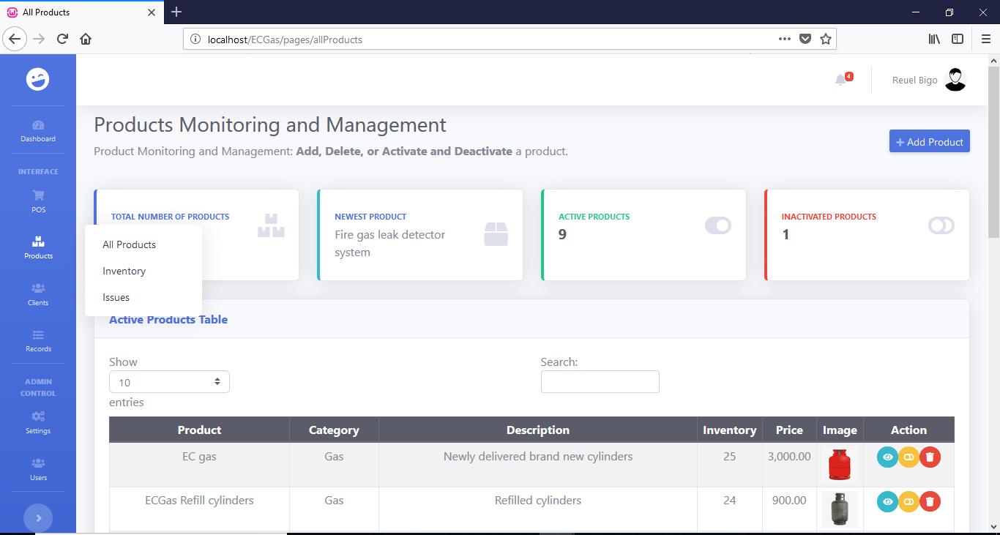 All Products
localhost/ECGas/pages/allProducts
4
Reuel Bigo
Dashboard
INTERFACE
POS
Products
Clients
Records
ADMIN
CONTROL
Settings
Users
Products Monitoring and Management
Product Monitoring and Management: Add, Delete, or Activate and Deactivate a product.
+ Add Product
TOTAL NUMBER OF PRODUCTS
NEWEST PRODUCT
Fire gas leak detector
system
ACTIVE PRODUCTS
9
INACTIVATED PRODUCTS
1
All Products
Inventory
Issues
Active Products Table
Show
10
entries
Search:
Product Category Description Inventory Price Image Action
EC gas Gas Newly delivered brand new cylinders 25 3,000.00
ECGas Refill cylinders Gas Refilled cylinders 24 900.00